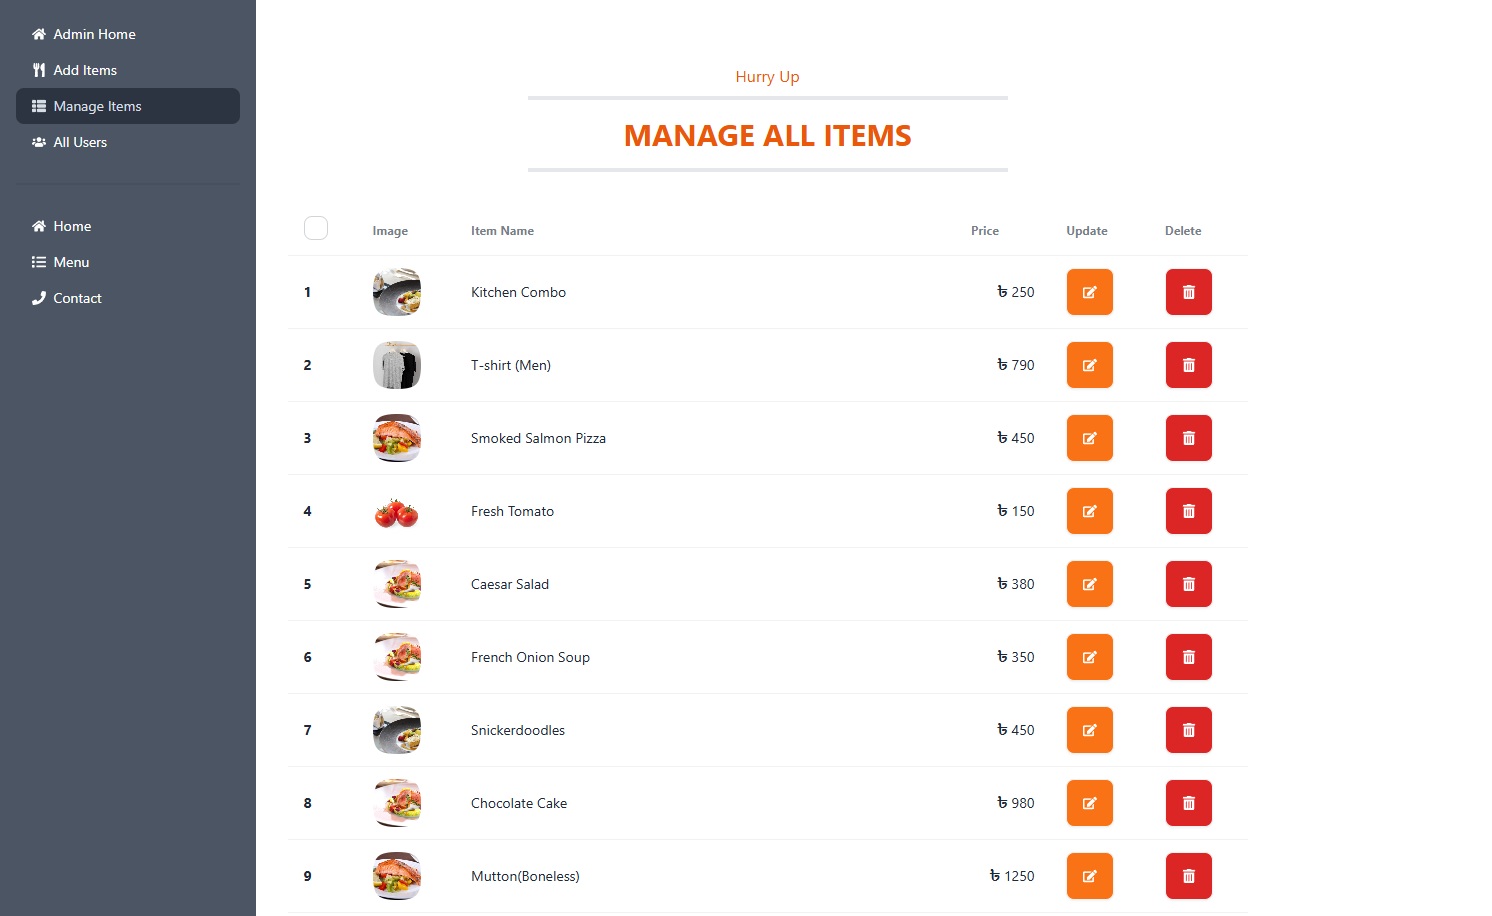 Admin Home
Add Items
Manage Items
All Users
Home
Menu
Contact
Hurry Up
MANAGE ALL ITEMS
Image Item Name Price Update Delete
1 Kitchen Combo ৳ 250
2 T-shirt (Men) ৳ 790
3 Smoked Salmon Pizza ৳ 450
4 Fresh Tomato ৳ 150
5 Caesar Salad ৳ 380
6 French Onion Soup ৳ 350
7 Snickerdoodles ৳ 450
8 Chocolate Cake ৳ 980
9 Mutton(Boneless) ৳ 1250